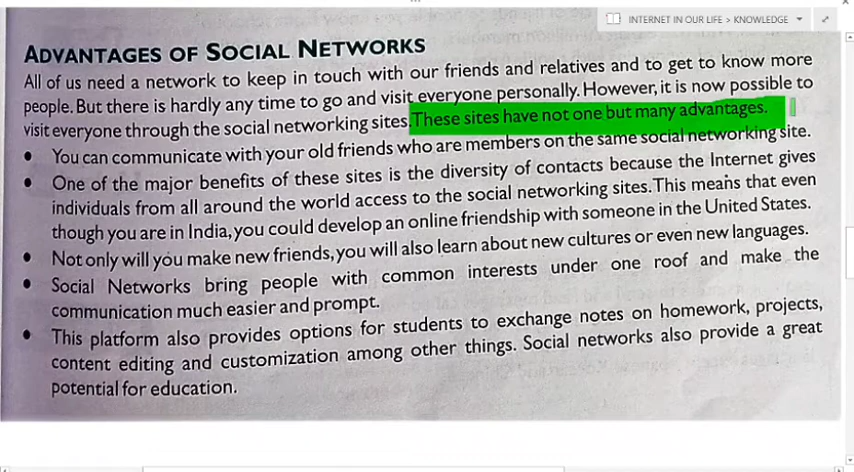 INTERNET IN OUR LIFE > KNOWLEDGE
ADVANTAGES OF SOCIAL NETWORKS
All of us need a network to keep in touch with our friends and relatives and to get to know more
people. But there is hardly any time to go and visit everyone personally. However, it is now possible to
visit everyone through the social networking sites. These sites have not one but many advantages.
• You can communicate with your old friends who are members on the same social networking site.
• One of the major benefits of these sites is the diversity of contacts because the Internet gives
individuals from all around the world access to the social networking sites. This means that even
though you are in India, you could develop an online friendship with someone in the United States.
• Not only will you make new friends, you will also learn about new cultures or even new languages.
• Social Networks bring people with common interests under one roof and make the
communication much easier and prompt.
• This platform also provides options for students to exchange notes on homework, projects,
content editing and customization among other things. Social networks also provide a great
potential for education.